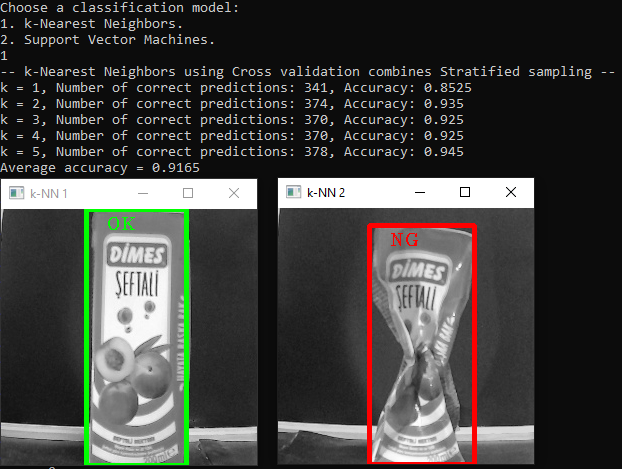 Choose a classification model:
1. k-Nearest Neighbors.
2. Support Vector Machines.
1
-- k-Nearest Neighbors using Cross validation combines Stratified sampling --
k = 1, Number of correct predictions: 341, Accuracy: 0.8525
k = 2, Number of correct predictions: 374, Accuracy: 0.935
k = 3, Number of correct predictions: 370, Accuracy: 0.925
k = 4, Number of correct predictions: 370, Accuracy: 0.925
k = 5, Number of correct predictions: 378, Accuracy: 0.945
Average accuracy = 0.9165
k-NN 1
OK
DİMES
ŞEFTALİ
k-NN 2
NG
DİMES
ŞEFTALİ